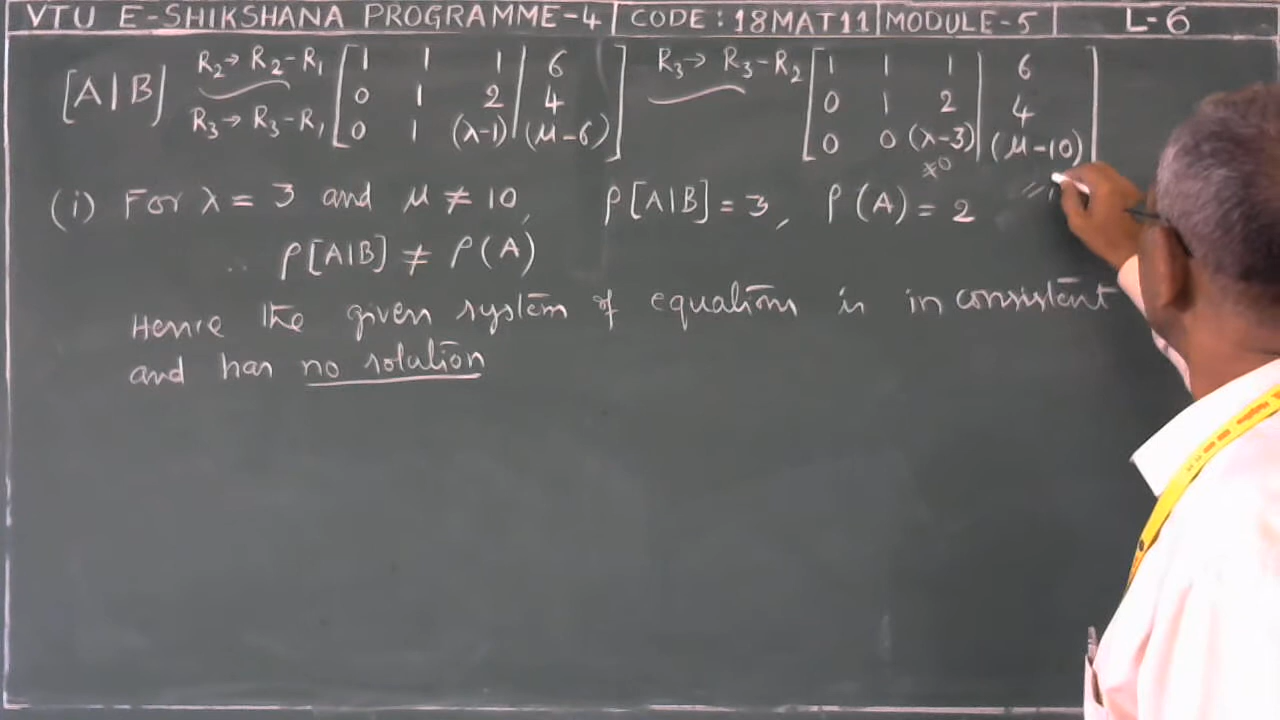 VTU E-SHIKSHANA PROGRAMME-4 CODE: 18MAT11 MODULE-5 L-6
[A|B] R₂→R₂-R₁ R₃→R₃-R₁ [1 1 1 | 6 R₃→R₃-R₂ [1 1 1 | 6
0 1 2 | 4 0 1 2 | 4
0 1 (λ-1) | (μ-6)] 0 0 (λ-3) | (μ-10)]
≠0
(i) For λ = 3 and μ ≠ 10, ρ[A|B] = 3, ρ(A) = 2
ρ[A|B] ≠ ρ(A)
Hence the given system of equations is inconsistent
and has no solution